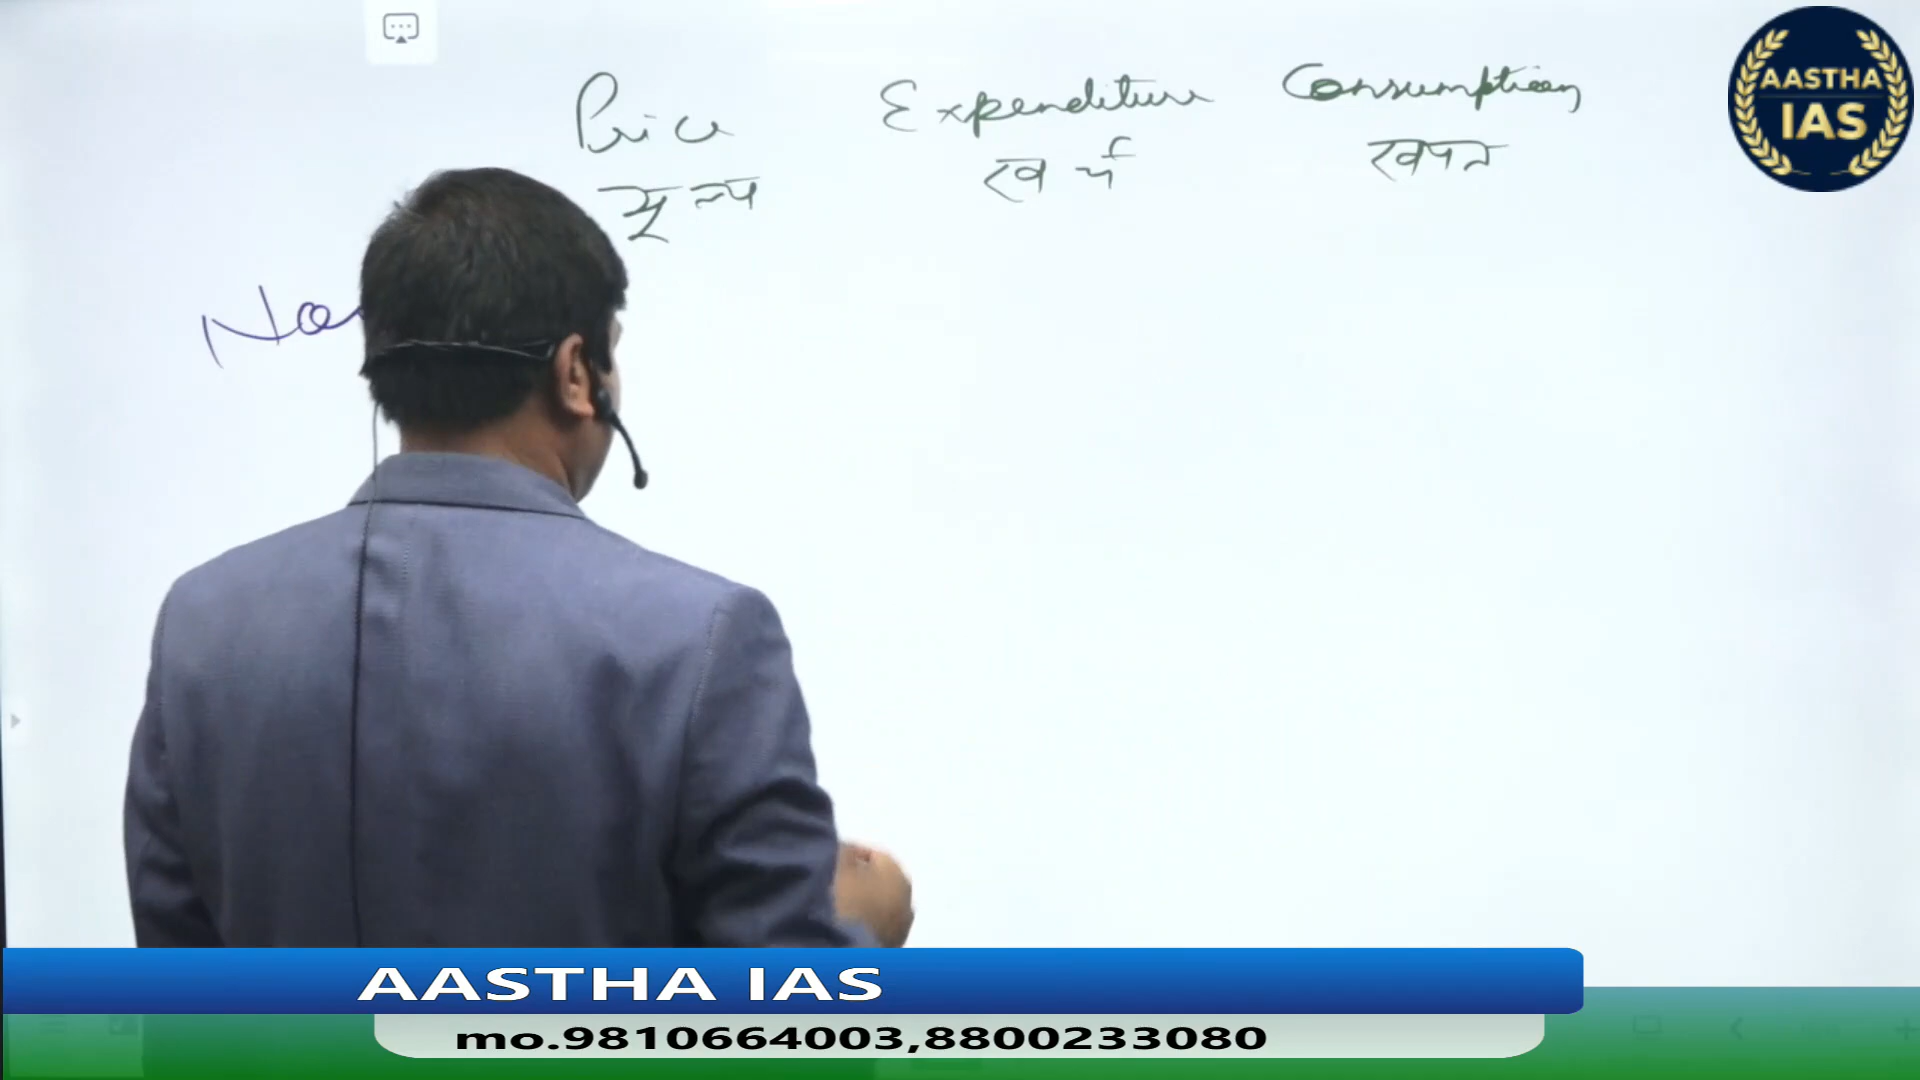 Price Expenditure Consumption
मूल्य खर्च खपत
AASTHA
IAS
AASTHA IAS
mo.9810664003,8800233080